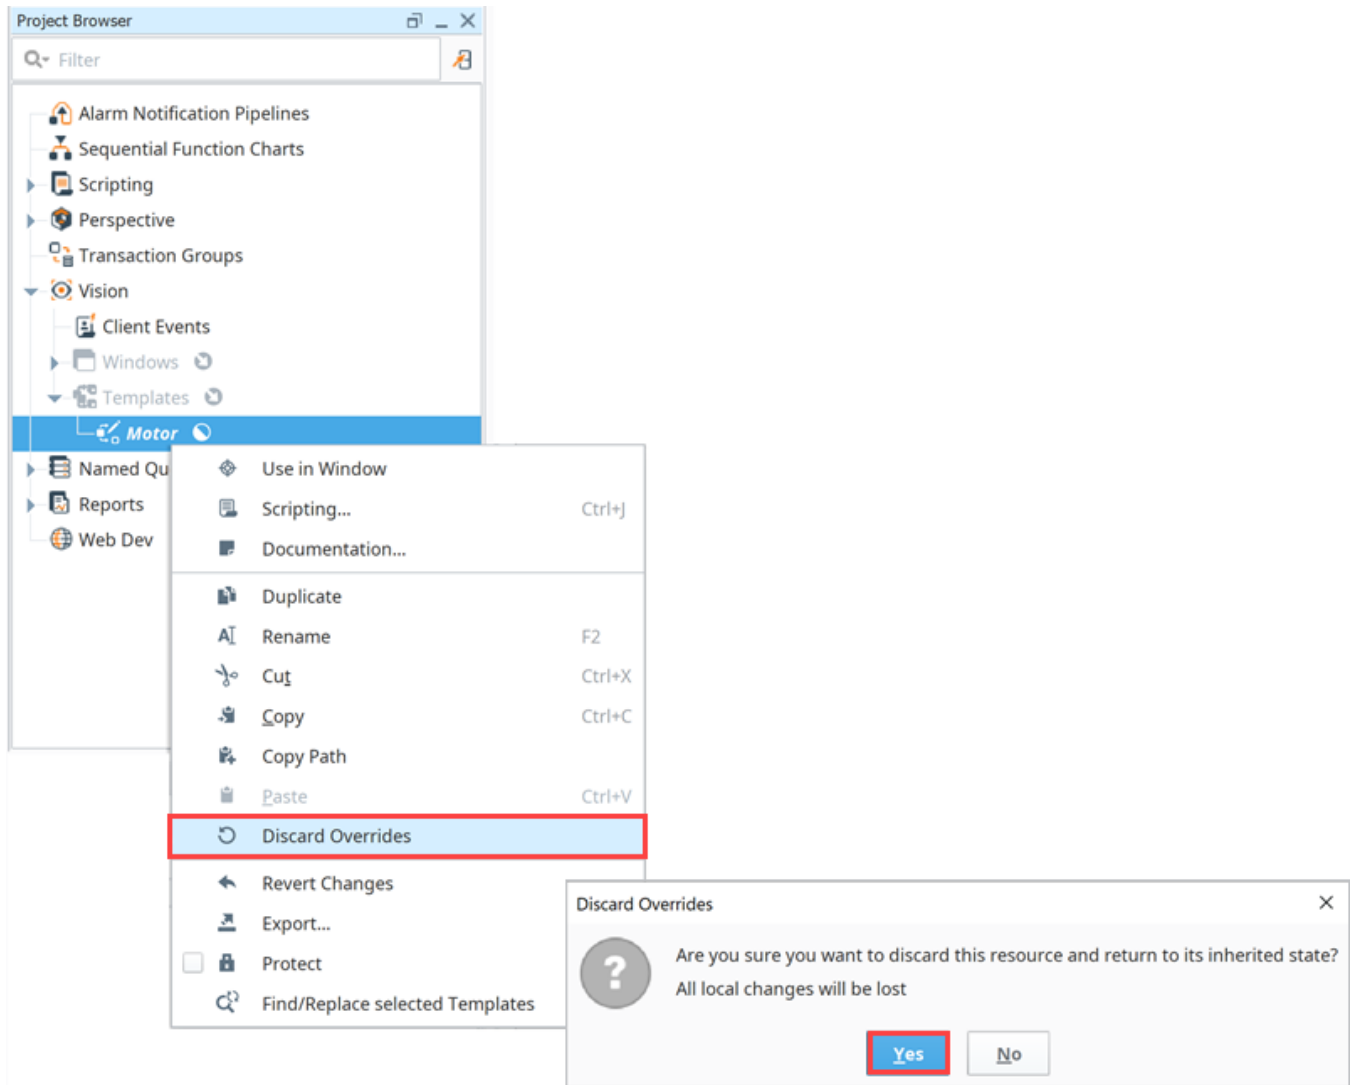 Project Browser
Filter
Alarm Notification Pipelines
Sequential Function Charts
Scripting
Perspective
Transaction Groups
Vision
Client Events
Windows
Templates
Motor
Named Qu
Reports
Web Dev
Use in Window
Scripting... Ctrl+J
Documentation...
Duplicate
Rename F2
Cut Ctrl+X
Copy Ctrl+C
Copy Path
Paste Ctrl+V
Discard Overrides
Revert Changes
Export...
Protect
Find/Replace selected Templates
Discard Overrides
Are you sure you want to discard this resource and return to its inherited state?
All local changes will be lost
Yes No